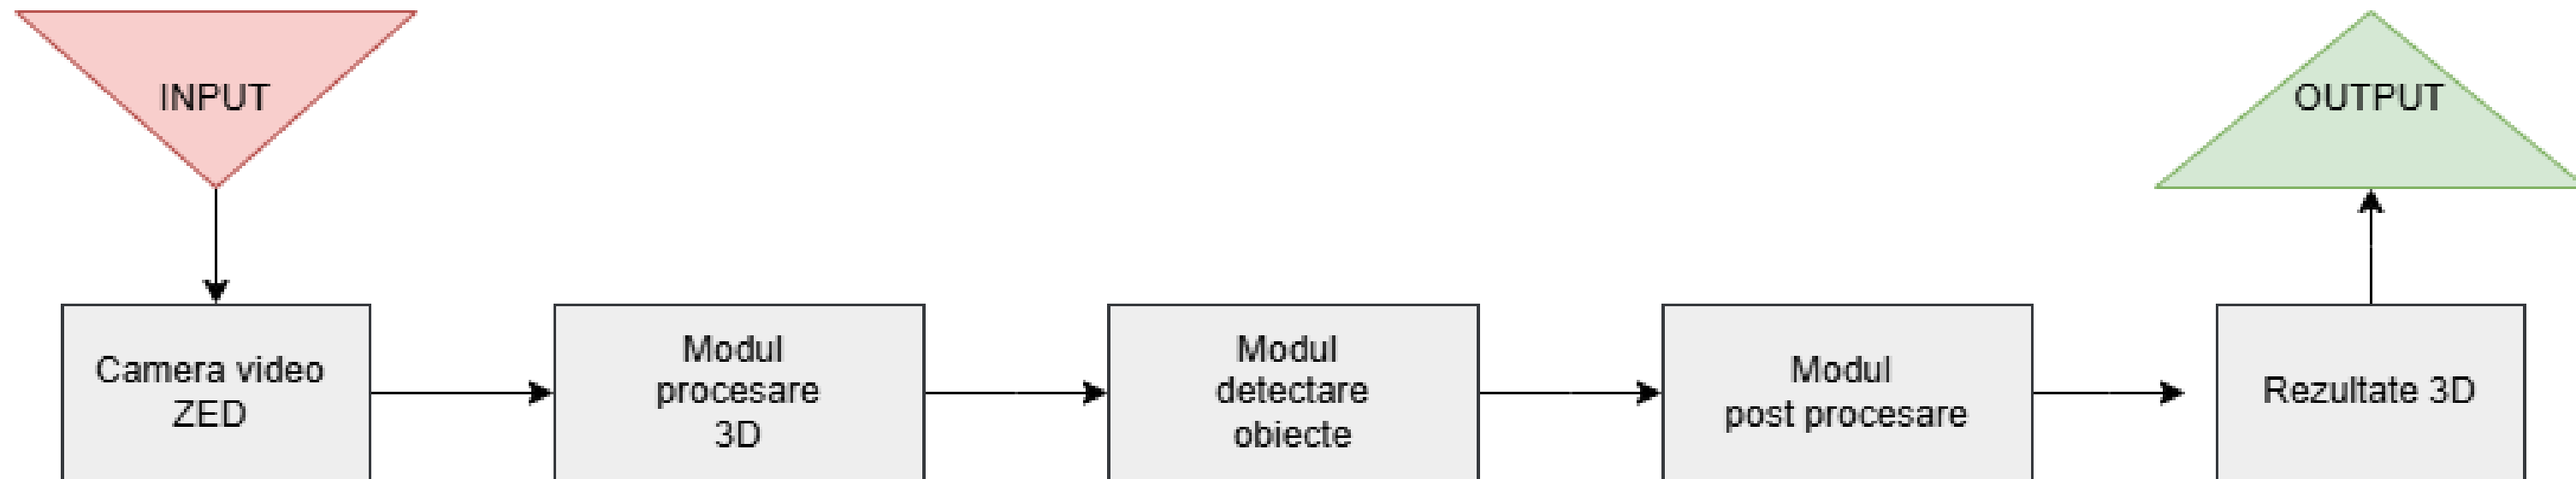 INPUT
OUTPUT
Camera video
ZED
Modul
procesare
3D
Modul
detectare
obiecte
Modul
post procesare
Rezultate 3D